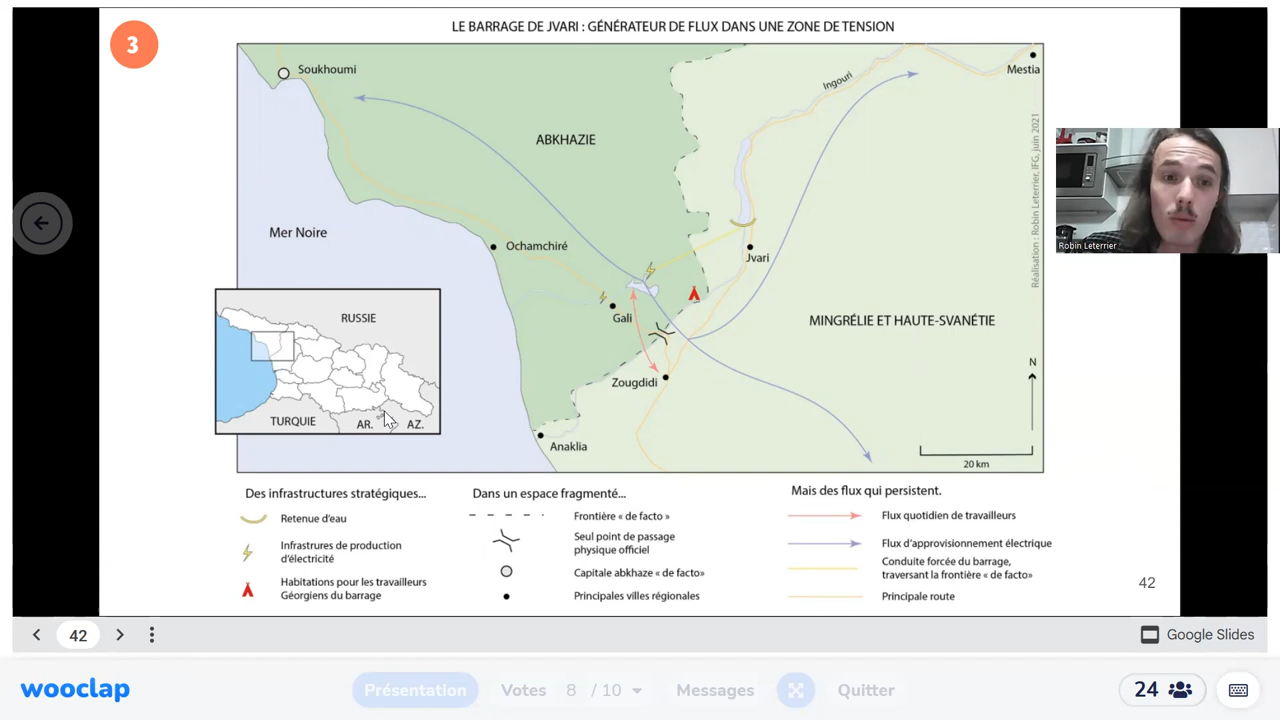 3
LE BARRAGE DE JVARI : GÉNÉRATEUR DE FLUX DANS UNE ZONE DE TENSION
Soukhoumi
Ingouri
Mestia
ABKHAZIE
Réalisation : Robin Leterrier, IFG, juin 2021
Mer Noire
Ochamchiré
Jvari
Robin Leterrier
Gali
MINGRÉLIE ET HAUTE-SVANÉTIE
RUSSIE
TURQUIE
AR.
AZ.
Zougdidi
N
Anaklia
20 km
Des infrastructures stratégiques...
Retenue d'eau
Infrastrures de production
d'électricité
Habitations pour les travailleurs
Géorgiens du barrage
Dans un espace fragmenté...
Frontière « de facto »
Seul point de passage
physique officiel
Capitale abkhaze « de facto»
Principales villes régionales
Mais des flux qui persistent.
Flux quotidien de travailleurs
Flux d'approvisionnement électrique
Conduite forcée du barrage,
traversant la frontière « de facto»
Principale route
42
42
Google Slides
wooclap
Présentation
Votes 8 / 10
Messages
Quitter
24